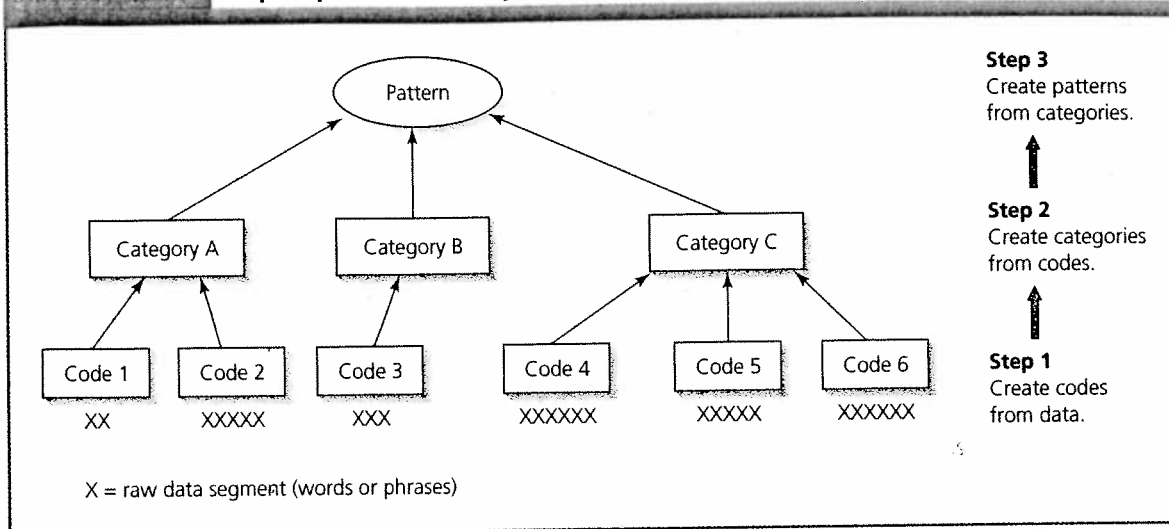 Pattern
Step 3
Create patterns
from categories.
Category A
Category B
Category C
Step 2
Create categories
from codes.
Code 1
Code 2
Code 3
Code 4
Code 5
Code 6
Step 1
Create codes
from data.
XX
XXXXX
XXX
XXXXXX
XXXXX
XXXXXX
X = raw data segment (words or phrases)